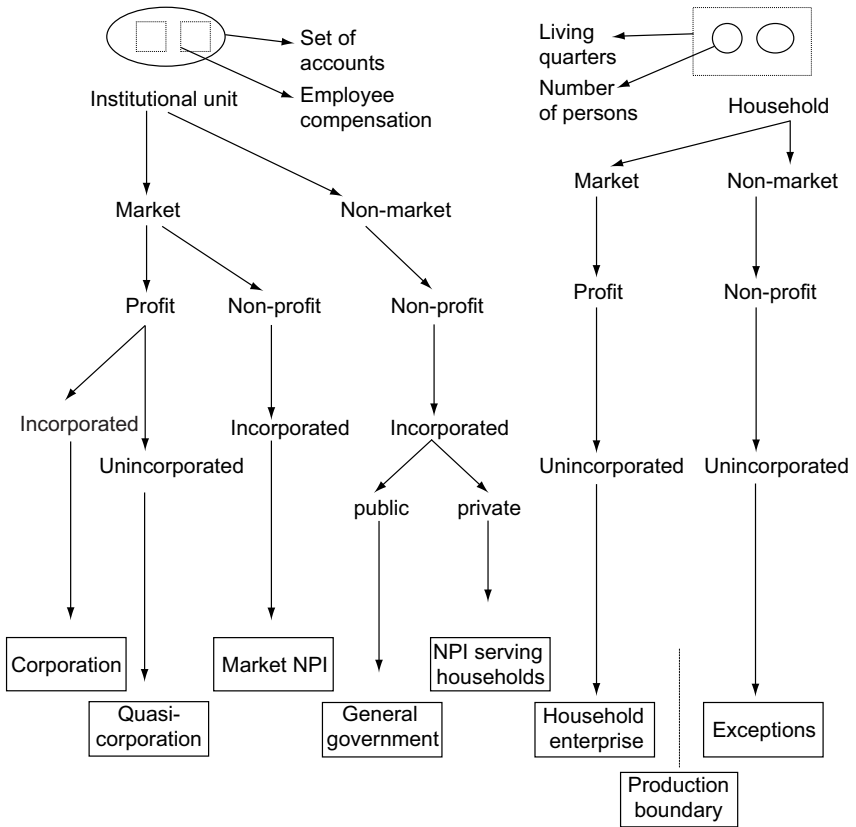 Set of
accounts
Employee
compensation
Institutional unit
Living
quarters
Number
of persons
Household
Market
Non-market
Market
Non-market
Profit
Non-profit
Non-profit
Profit
Non-profit
Incorporated
Unincorporated
Incorporated
Incorporated
Unincorporated
Unincorporated
public
private
Corporation
Quasi-
corporation
Market NPI
General
government
NPI serving
households
Household
enterprise
Exceptions
Production
boundary